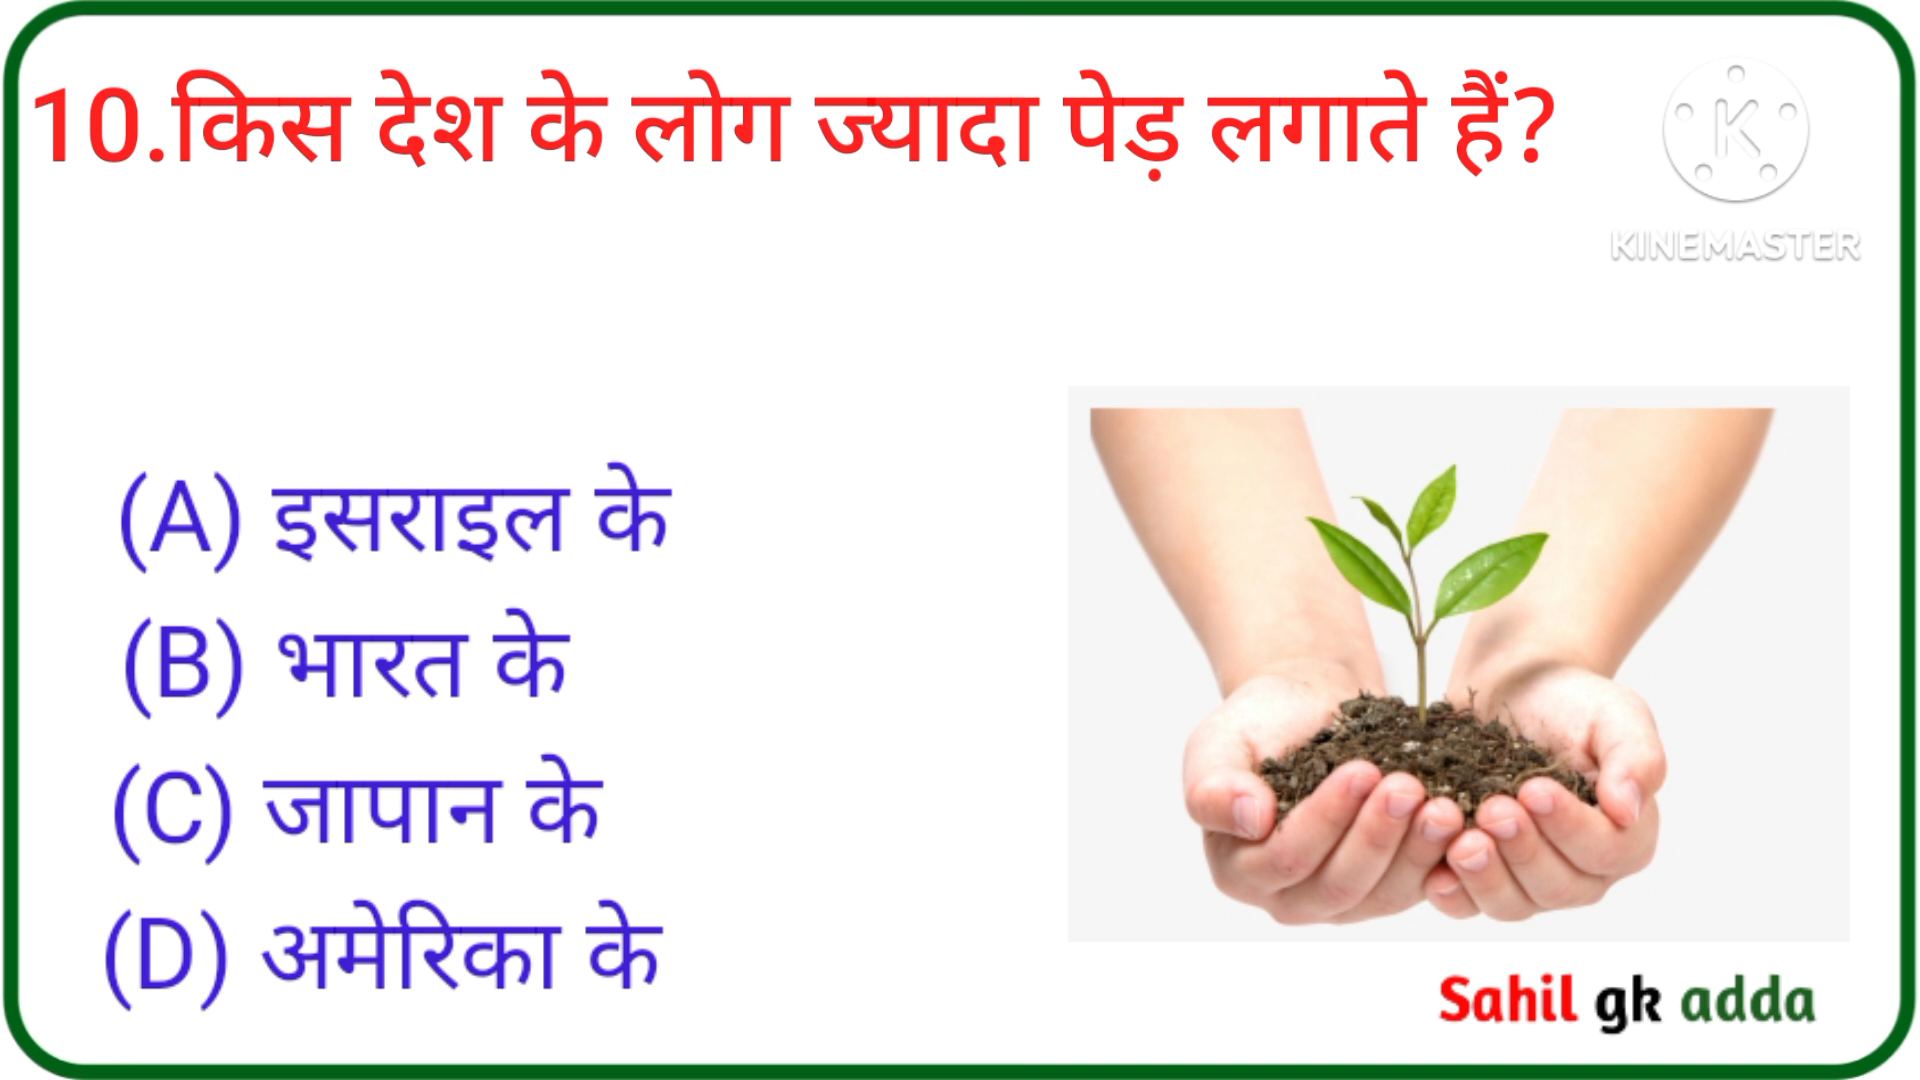 10.किस देश के लोग ज्यादा पेड़ लगाते हैं?
K
KINEMASTER
(A) इसराइल के
(B) भारत के
(C) जापान के
(D) अमेरिका के
Sahil gk adda